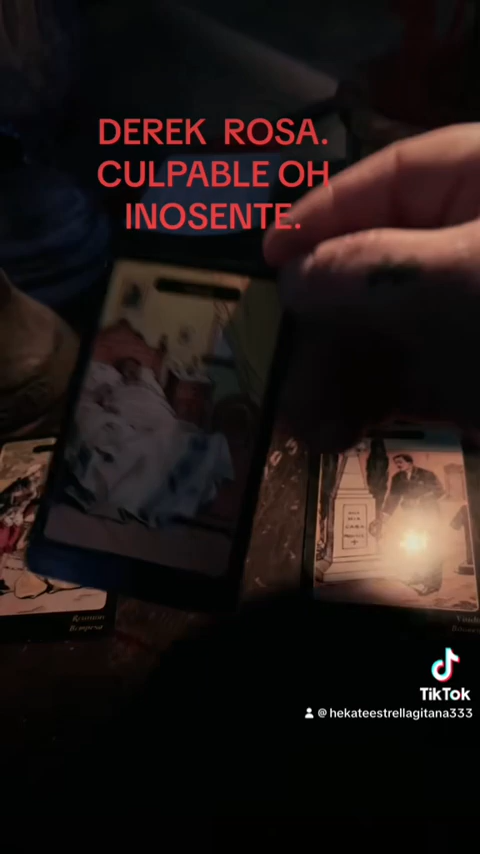 DEREK ROSA.
CULPABLE OH
INOSENTE.
TikTok
@hekateestrellagitana333